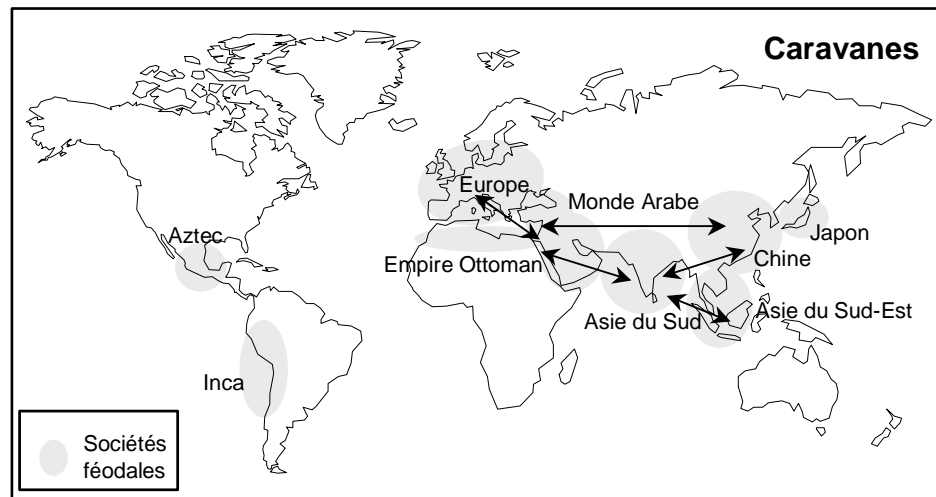 Caravanes
Europe
Monde Arabe
Aztec
Japon
Empire Ottoman
Chine
Asie du Sud
Asie du Sud-Est
Inca
Sociétés
féodales